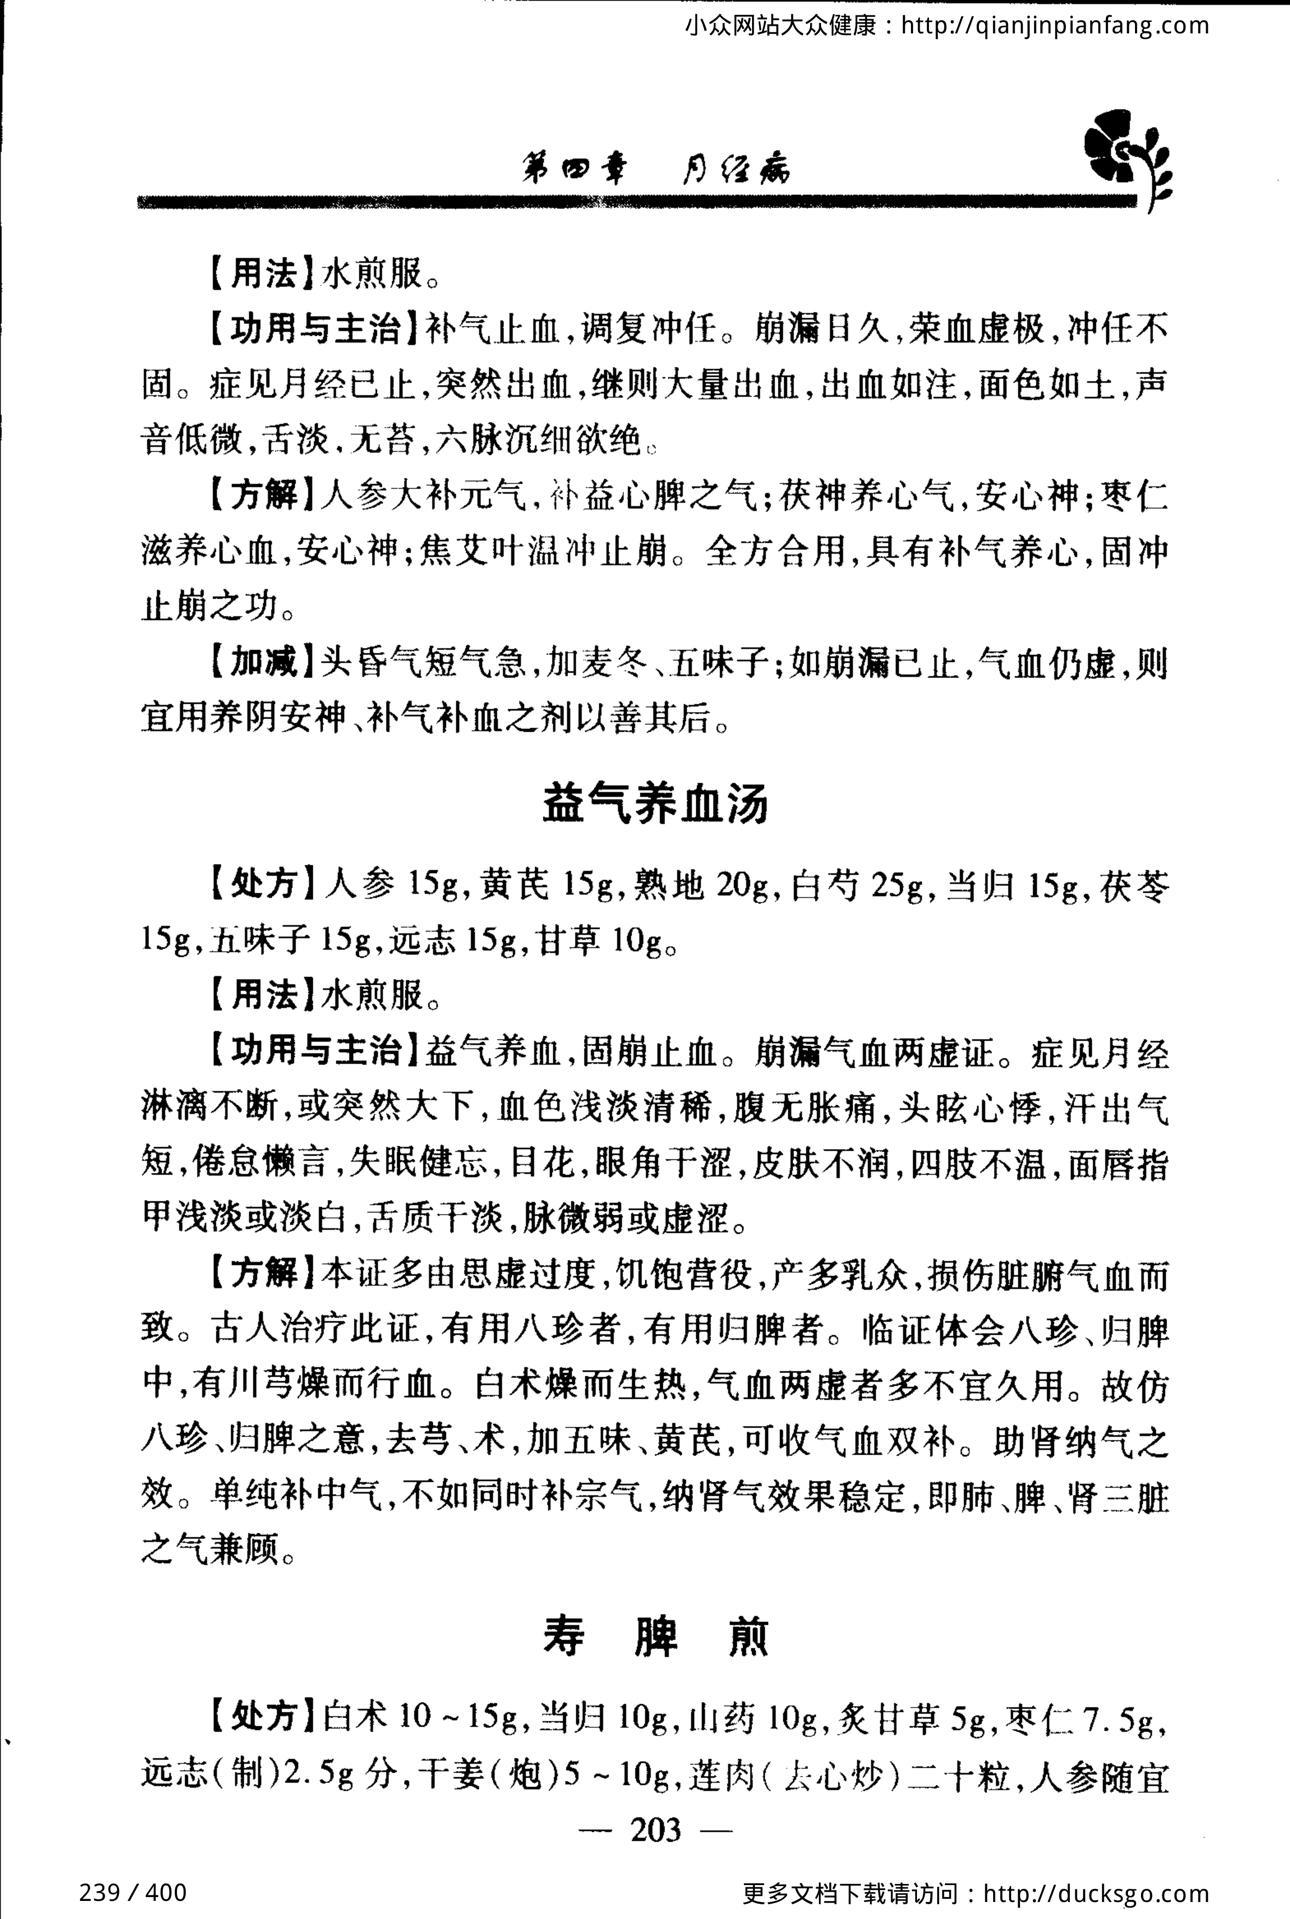 小众网站大众健康：http://qianjinpianfang.com
第四章 月经病
【用法】水煎服。
【功用与主治】补气止血,调复冲任。崩漏日久,荣血虚极,冲任不
固。症见月经已止,突然出血,继则大量出血,出血如注,面色如土,声
音低微,舌淡,无苔,六脉沉细欲绝。
【方解】人参大补元气,补益心脾之气;茯神养心气,安心神;枣仁
滋养心血,安心神;焦艾叶温冲止崩。全方合用,具有补气养心,固冲
止崩之功。
【加减】头昏气短气急,加麦冬、五味子;如崩漏已止,气血仍虚,则
宜用养阴安神、补气补血之剂以善其后。
益气养血汤
【处方】人参 15g,黄芪 15g,熟地 20g,白芍 25g,当归 15g,茯苓
15g,五味子 15g,远志 15g,甘草 10g。
【用法】水煎服。
【功用与主治】益气养血,固崩止血。崩漏气血两虚证。症见月经
淋漓不断,或突然大下,血色浅淡清稀,腹无胀痛,头眩心悸,汗出气
短,倦怠懒言,失眠健忘,目花,眼角干涩,皮肤不润,四肢不温,面唇指
甲浅淡或淡白,舌质干淡,脉微弱或虚涩。
【方解】本证多由思虚过度,饥饱营役,产多乳众,损伤脏腑气血而
致。古人治疗此证,有用八珍者,有用归脾者。临证体会八珍、归脾
中,有川芎燥而行血。白术燥而生热,气血两虚者多不宜久用。故仿
八珍、归脾之意,去芎、术,加五味、黄芪,可收气血双补。助肾纳气之
效。单纯补中气,不如同时补宗气,纳肾气效果稳定,即肺、脾、肾三脏
之气兼顾。
寿 脾 煎
【处方】白术 10～15g,当归 10g,山药 10g,炙甘草 5g,枣仁 7.5g,
远志(制)2.5g 分,干姜(炮)5～10g,莲肉(去心炒)二十粒,人参随宜
— 203 —
239 / 400
更多文档下载请访问：http://ducksgo.com